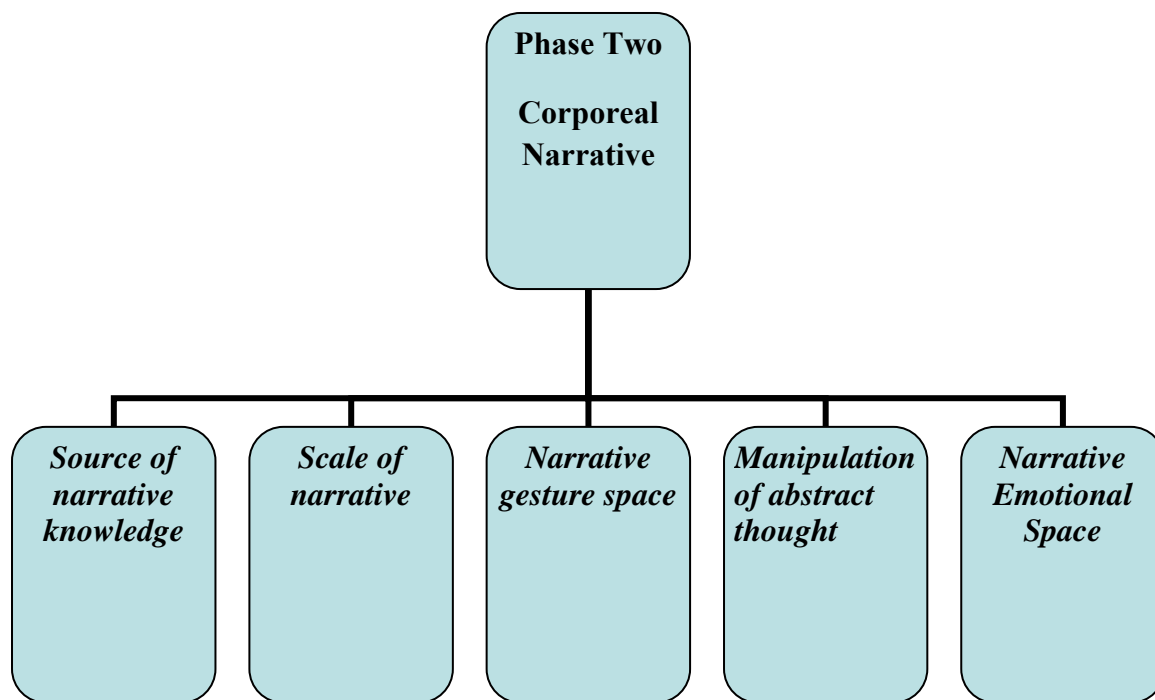 Phase Two
Corporeal
Narrative
Source of
narrative
knowledge
Scale of
narrative
Narrative
gesture space
Manipulation
of abstract
thought
Narrative
Emotional
Space